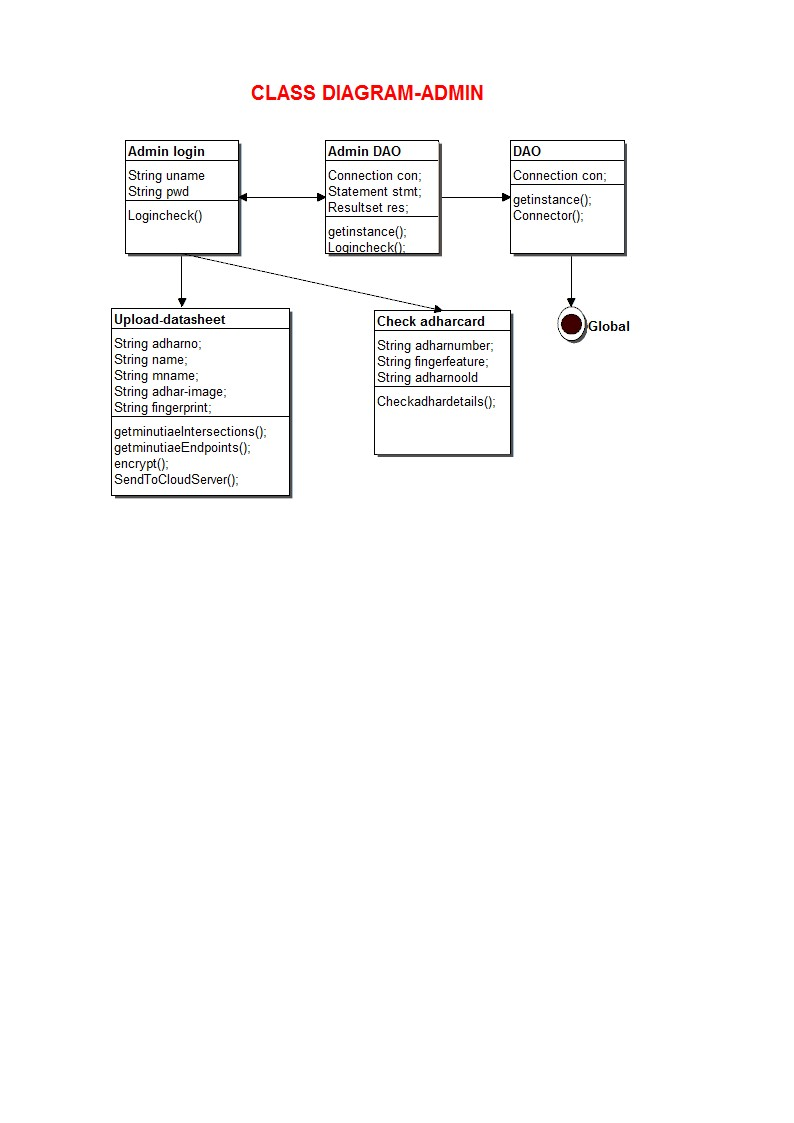 CLASS DIAGRAM-ADMIN
Admin login
String uname
String pwd
Logincheck()
Admin DAO
Connection con;
Statement stmt;
Resultset res;
getinstance();
Logincheck();
DAO
Connection con;
getinstance();
Connector();
Upload-datasheet
String adharno;
String name;
String mname;
String adhar-image;
String fingerprint;
getminutiaeIntersections();
getminutiaeEndpoints();
encrypt();
SendToCloudServer();
Check adharcard
String adharnumber;
String fingerfeature;
String adharnoold
Checkadhardetails();
Global